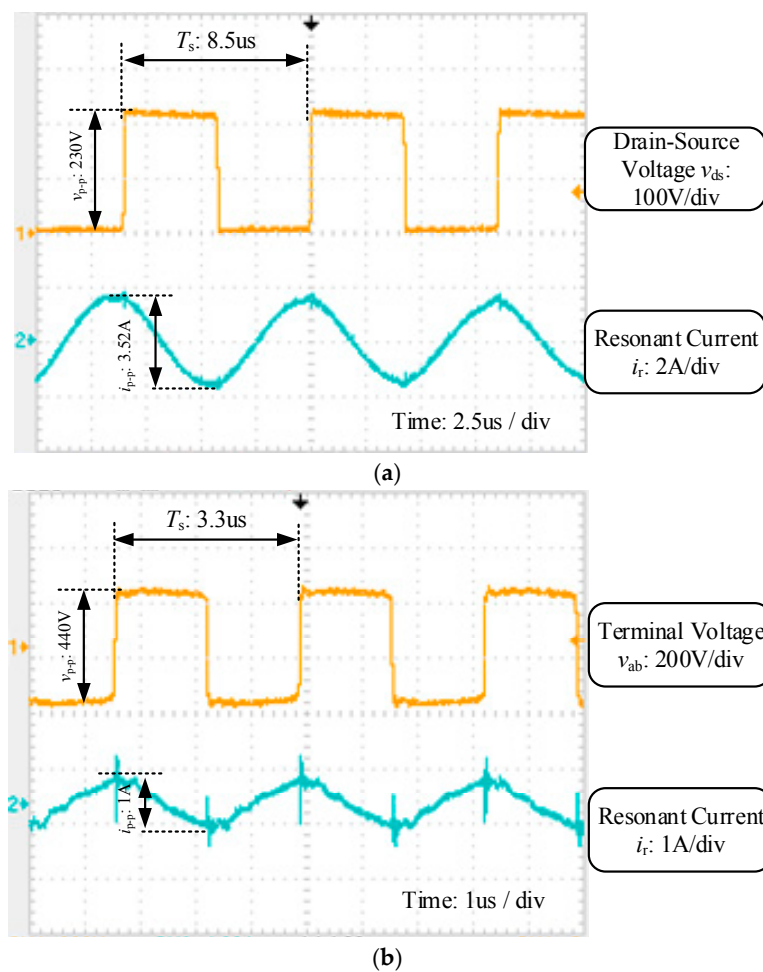 Ts: 8.5us
vp-p: 230V
Drain-Source
Voltage vds:
100V/div
1
2
ip-p: 3.52A
Resonant Current
ir: 2A/div
Time: 2.5us / div
(a)
Ts: 3.3us
vp-p: 440V
1
Terminal Voltage
vab: 200V/div
2
ip-p: 1A
Resonant Current
ir: 1A/div
Time: 1us / div
(b)